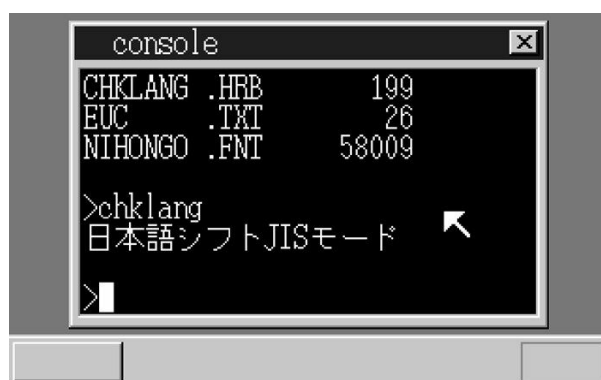 console
CHKLANG .HRB 199
EUC .TXT 26
NIHONGO .FNT 58009
>chklang
日本語シフトJISモード
>